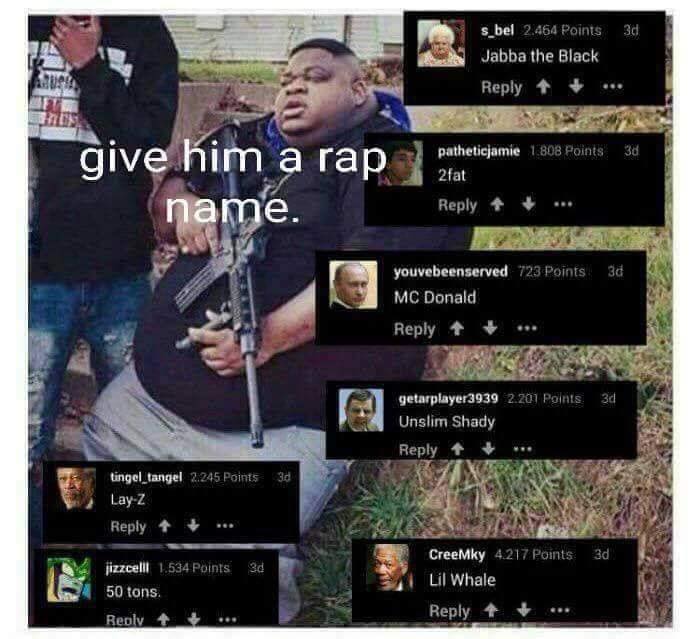 s_bel 2.464 Points 3d
Jabba the Black
Reply
give him a rap
name.
patheticjamie 1.808 Points 3d
2fat
Reply
youvebeenserved 723 Points 3d
MC Donald
Reply
getarplayer3939 2.201 Points 3d
Unslim Shady
Reply
tingel_tangel 2.245 Points 3d
Lay-Z
Reply
jizzcelll 1.534 Points 3d
50 tons.
Reply
CreeMky 4.217 Points 3d
Lil Whale
Reply